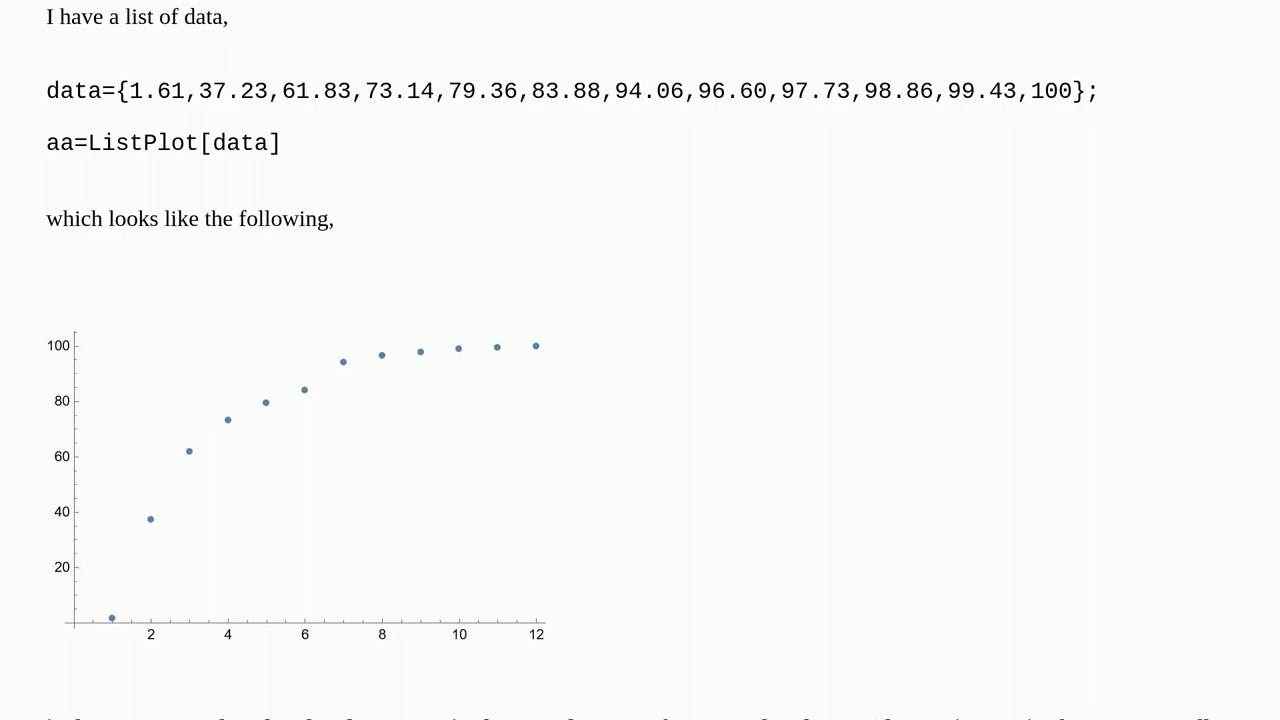 I have a list of data,
data={1.61,37.23,61.83,73.14,79.36,83.88,94.06,96.60,97.73,98.86,99.43,100};
aa=ListPlot[data]
which looks like the following,
100
80
60
40
20
2 4 6 8 10 12